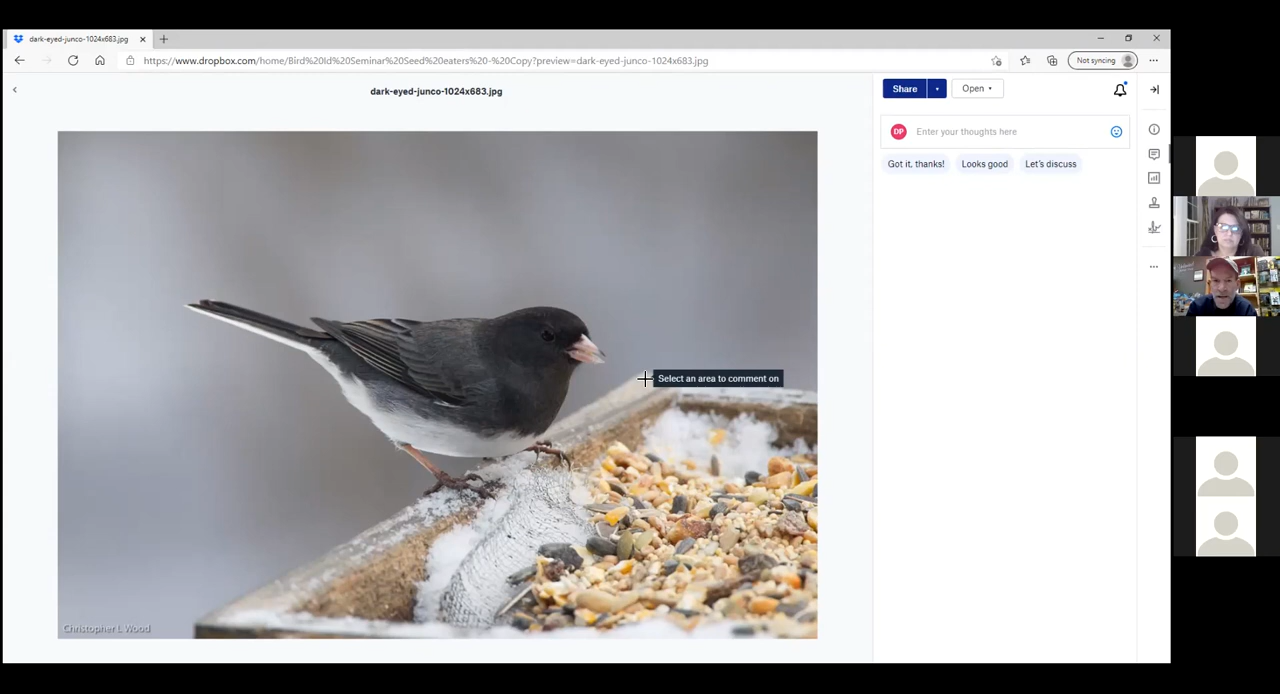 dark-eyed-junco-1024x683.jpg
https://www.dropbox.com/home/Bird%20Id%20Seminar%20Seed%20eaters%20-%20Copy?preview=dark-eyed-junco-1024x683.jpg
Not syncing
dark-eyed-junco-1024x683.jpg
Share
Open
DP
Enter your thoughts here
Got it, thanks!
Looks good
Let's discuss
Select an area to comment on
Christopher L Wood